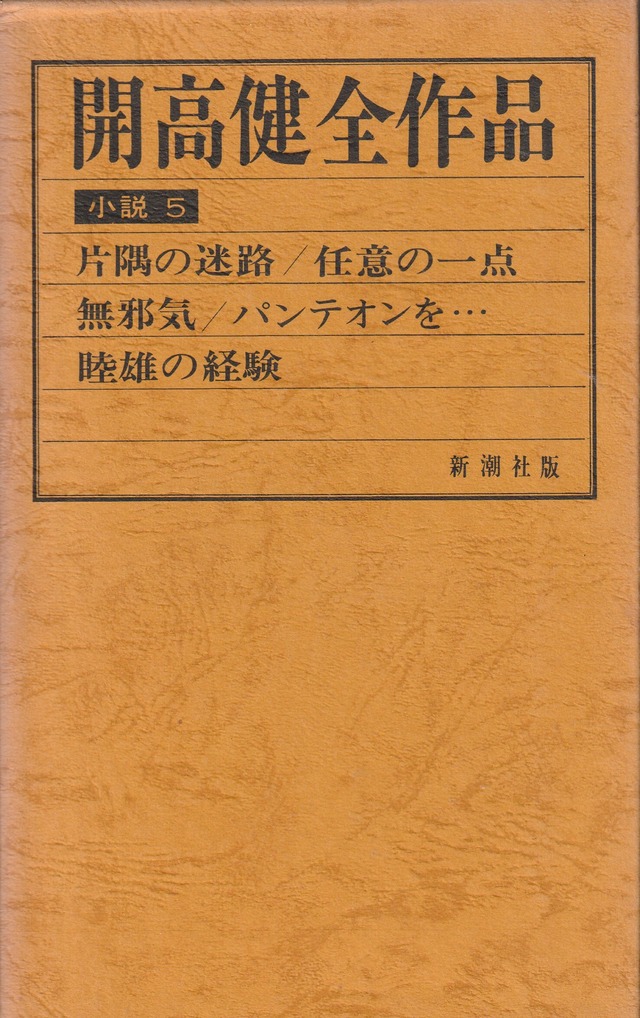 開高健全作品
小説 5
片隅の迷路/任意の一点
無邪気/パンテオンを…
睦雄の経験
新潮社版